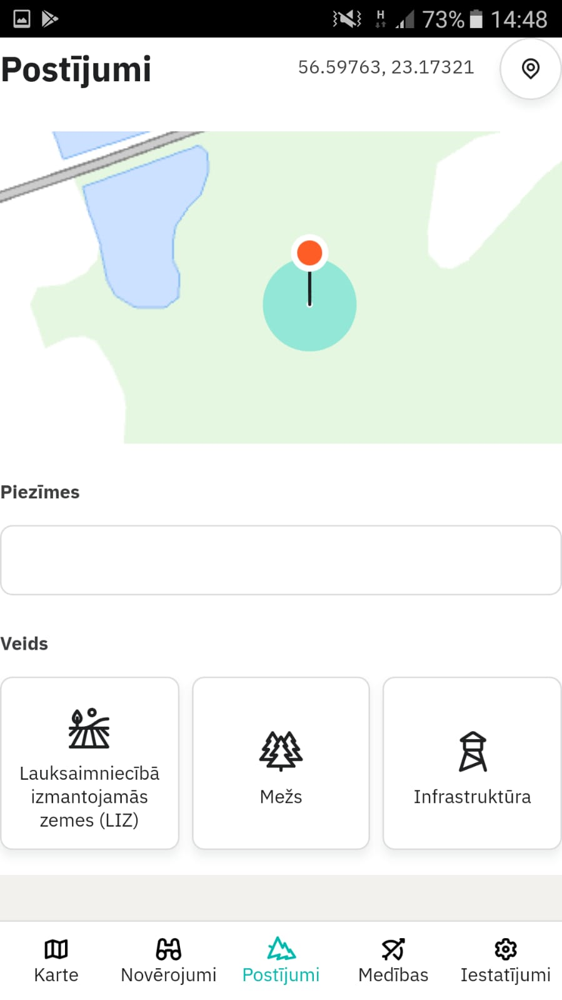 H 73% 14:48
Postījumi 56.59763, 23.17321
Piezīmes
Veids
Lauksaimniecībā
izmantojamās
zemes (LIZ)
Mežs
Infrastruktūra
Karte Novērojumi Postījumi Medības Iestatījumi